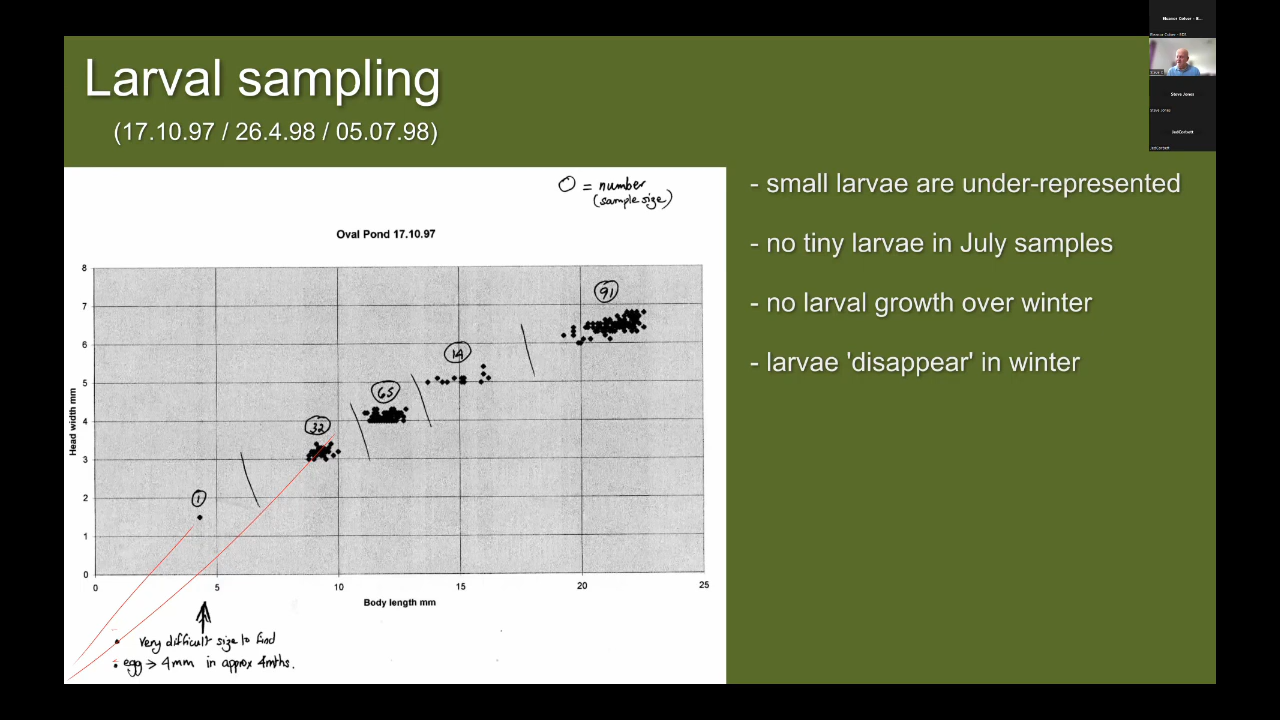 Larval sampling
(17.10.97 / 26.4.98 / 05.07.98)
O = number
(sample size)
Oval Pond 17.10.97
8
7
6
5
4
3
2
1
0
Head width mm
91
14
65
32
1
0
5
10
15
20
25
Body length mm
• very difficult size to find
• egg → 4mm in approx 4mths.
- small larvae are under-represented
- no tiny larvae in July samples
- no larval growth over winter
- larvae 'disappear' in winter
Steve Jones